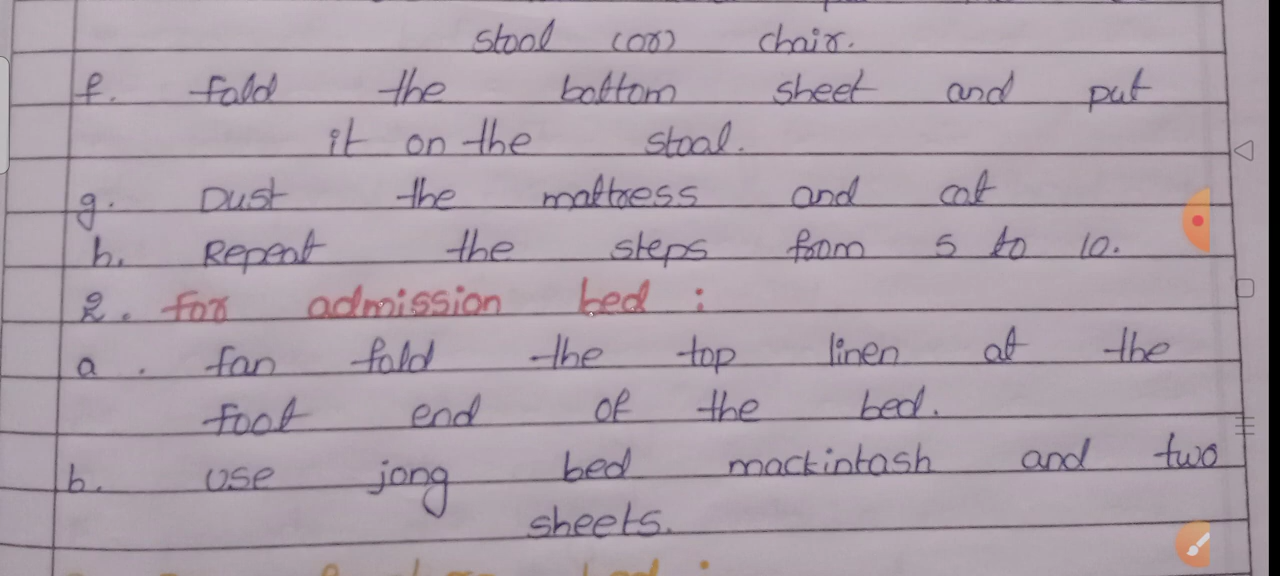 stool (or) chair.
f. fold the bottom sheet and put
it on the stool.
g. Dust the mattress and cot
h. Repeat the steps from 5 to 10.
2. for admission bed :
a. fan fold the top linen at the
foot end of the bed.
b. use jong bed mackintosh and two
sheets.